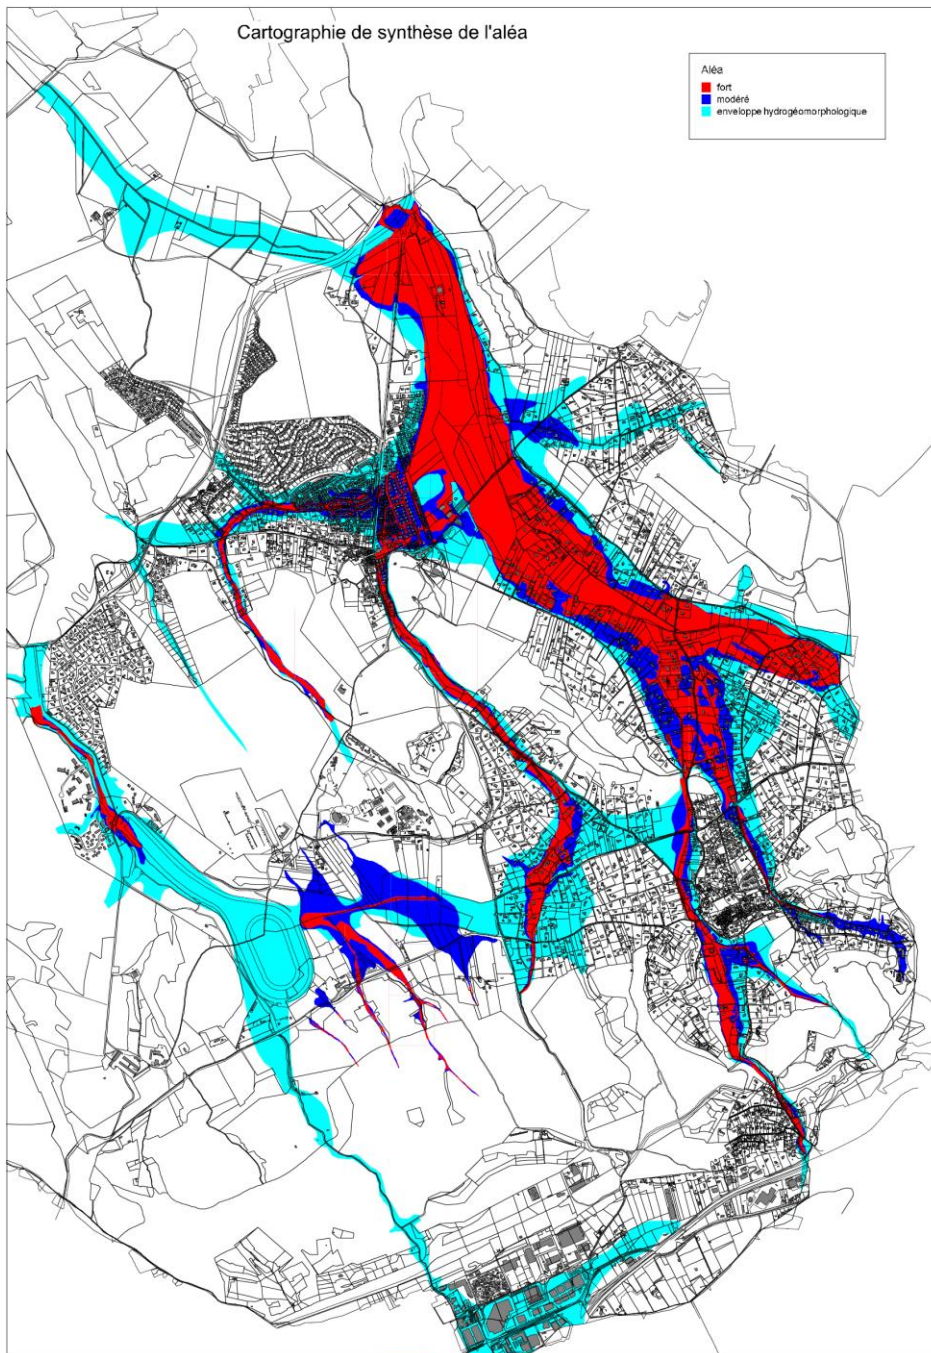 Cartographie de synthèse de l'aléa
Aléa
fort
modéré
enveloppe hydrogéomorphologique